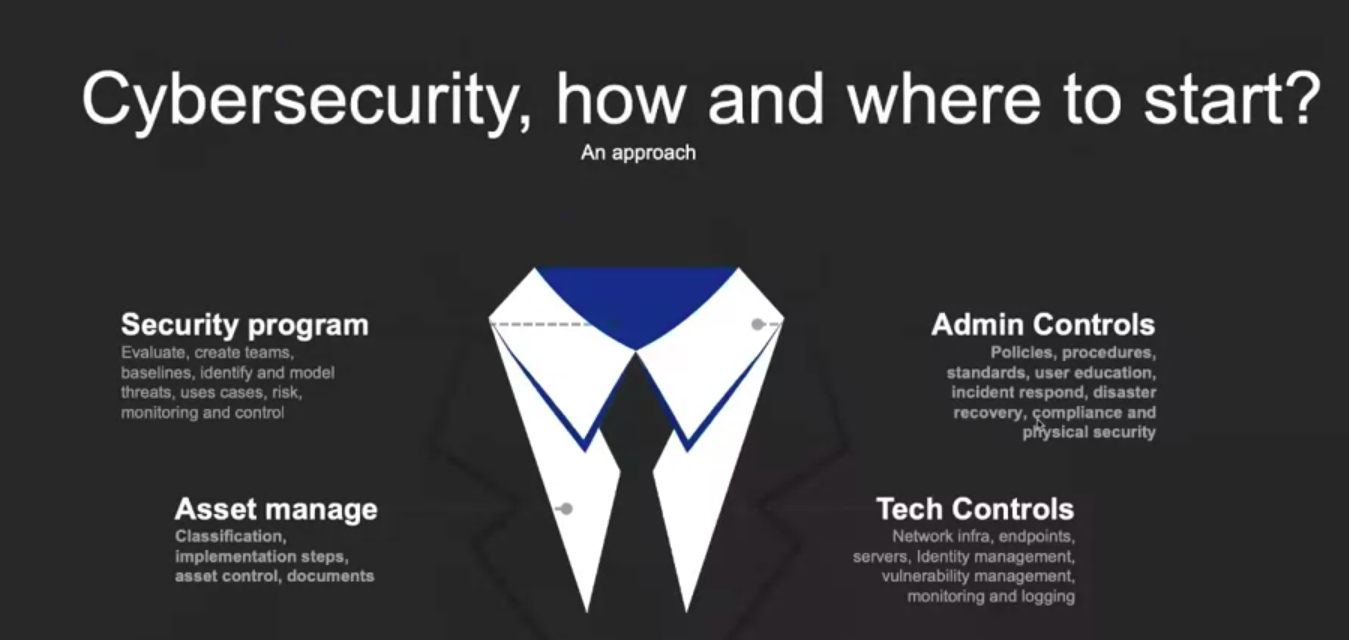 Cybersecurity, how and where to start?
An approach
Security program
Evaluate, create teams,
baselines, identify and model
threats, uses cases, risk,
monitoring and control
Admin Controls
Policies, procedures,
standards, user education,
incident respond, disaster
recovery, compliance and
physical security
Asset manage
Classification,
implementation steps,
asset control, documents
Tech Controls
Network infra, endpoints,
servers, Identity management,
vulnerability management,
monitoring and logging